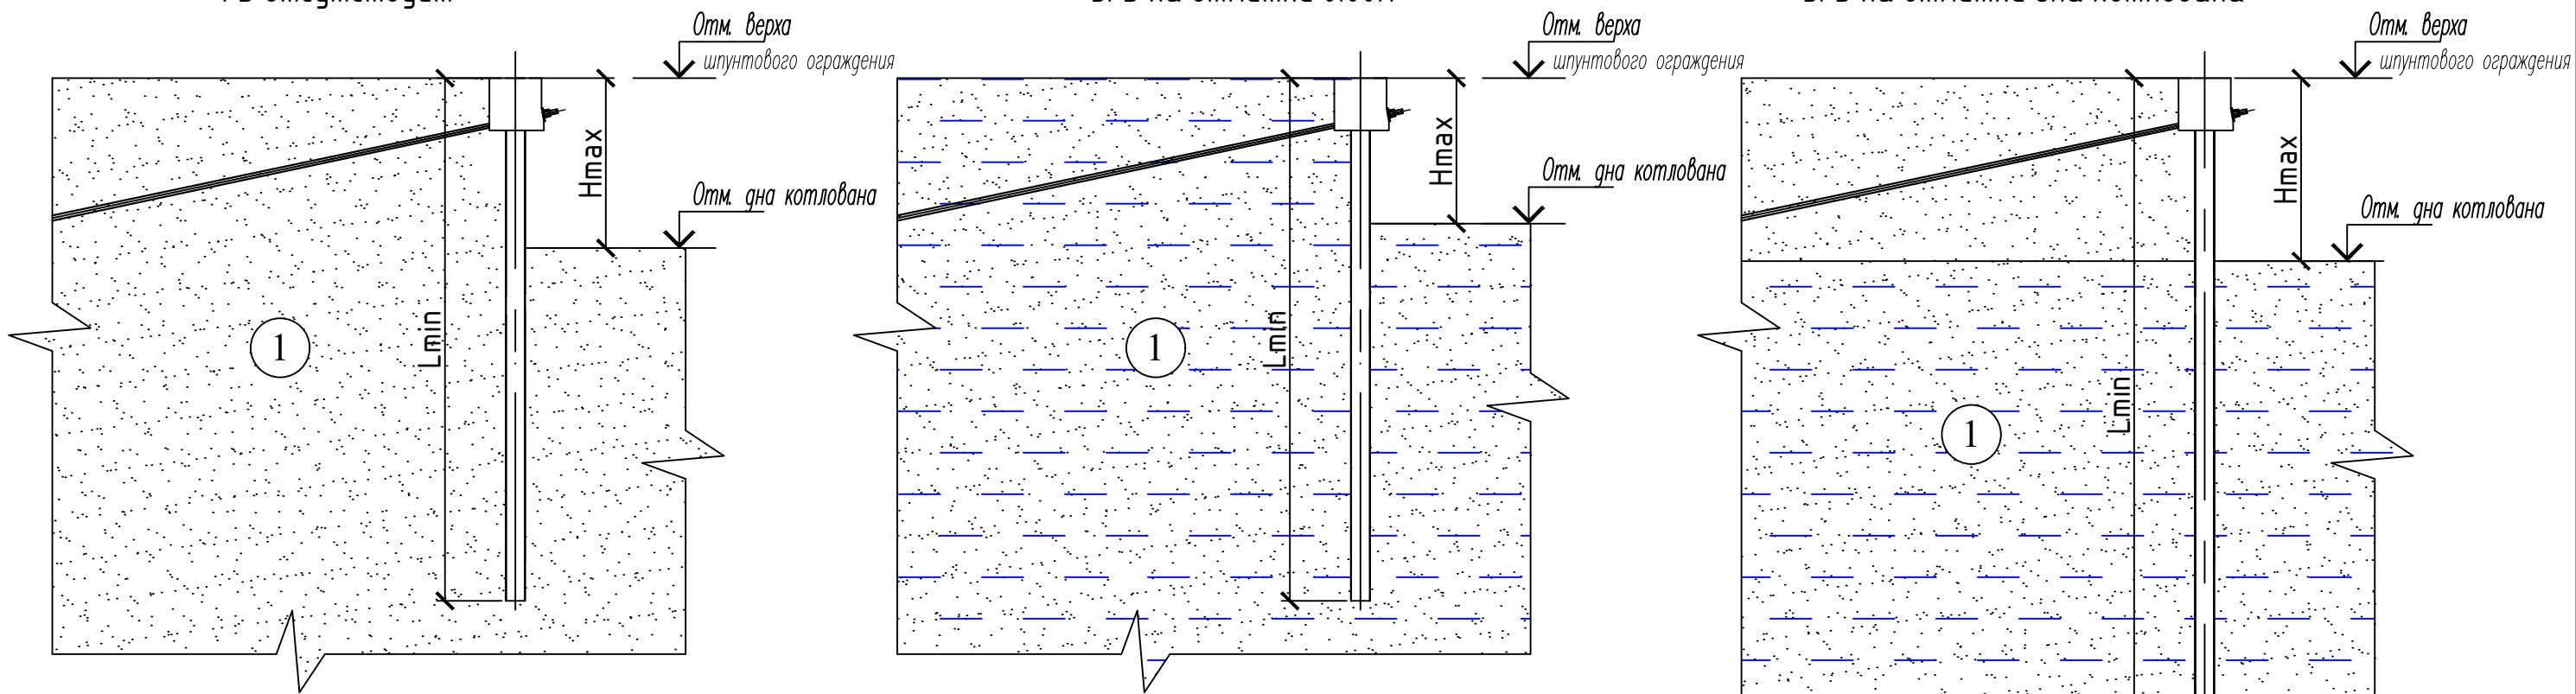 Отм. верха
шпунтового ограждения
Hmax
Отм. дна котлована
Lmin
1
Отм. верха
шпунтового ограждения
Hmax
Отм. дна котлована
Lmin
1
Отм. верха
шпунтового ограждения
Hmax
Отм. дна котлована
Lmin
1